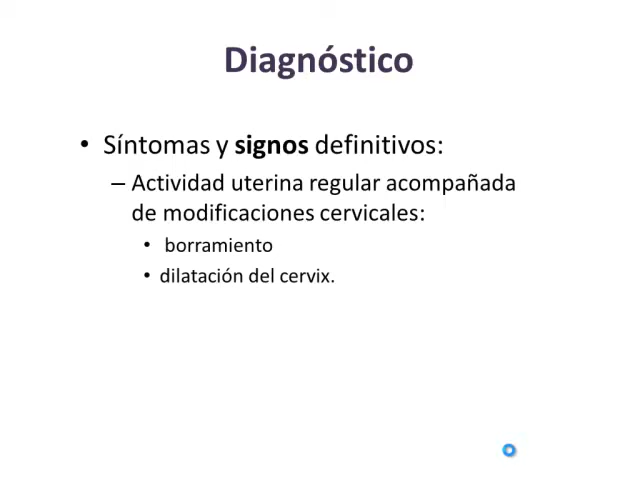 Diagnóstico
• Síntomas y signos definitivos:
– Actividad uterina regular acompañada
de modificaciones cervicales:
• borramiento
• dilatación del cervix.